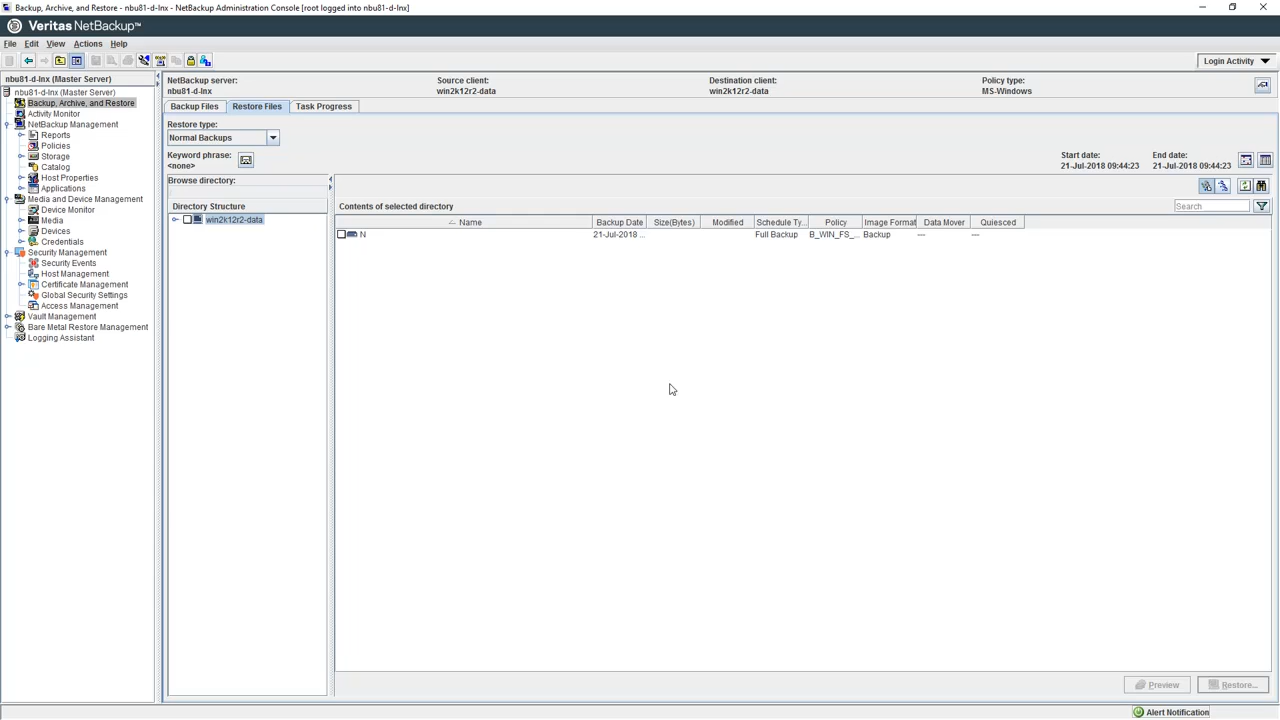 Backup, Archive, and Restore - nbu81-d-lnx - NetBackup Administration Console [root logged into nbu81-d-lnx]
Veritas NetBackup™
File Edit View Actions Help
Login Activity
nbu81-d-lnx (Master Server)
nbu81-d-lnx (Master Server)
Backup, Archive, and Restore
Activity Monitor
NetBackup Management
Reports
Policies
Storage
Catalog
Host Properties
Applications
Media and Device Management
Device Monitor
Media
Devices
Credentials
Security Management
Security Events
Host Management
Certificate Management
Global Security Settings
Access Management
Vault Management
Bare Metal Restore Management
Logging Assistant
NetBackup server: Source client: Destination client: Policy type:
nbu81-d-lnx win2k12r2-data win2k12r2-data MS-Windows
Backup Files Restore Files Task Progress
Restore type:
Normal Backups
Keyword phrase: Start date: End date:
<none> 21-Jul-2018 09:44:23 21-Jul-2018 09:44:23
Browse directory:
Directory Structure
win2k12r2-data
Contents of selected directory
Search
Name Backup Date Size(Bytes) Modified Schedule Ty... Policy Image Format Data Mover Quiesced
N 21-Jul-2018 ... Full Backup B_WIN_FS_... Backup --- ---
Preview Restore...
Alert Notification